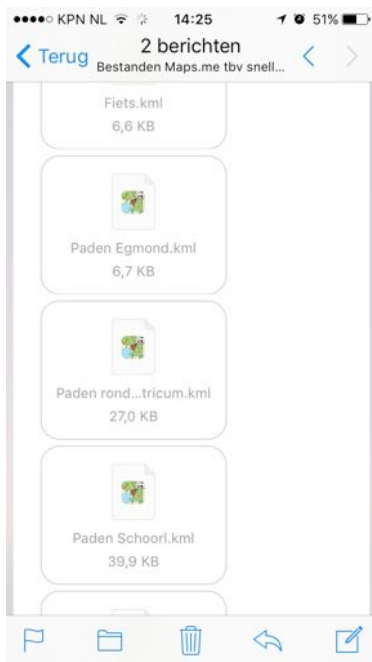 KPN NL 14:25 51%
Terug
2 berichten
Bestanden Maps.me tbv snell...
Fiets.kml
6,6 KB
Paden Egmond.kml
6,7 KB
Paden rond...tricum.kml
27,0 KB
Paden Schoorl.kml
39,9 KB